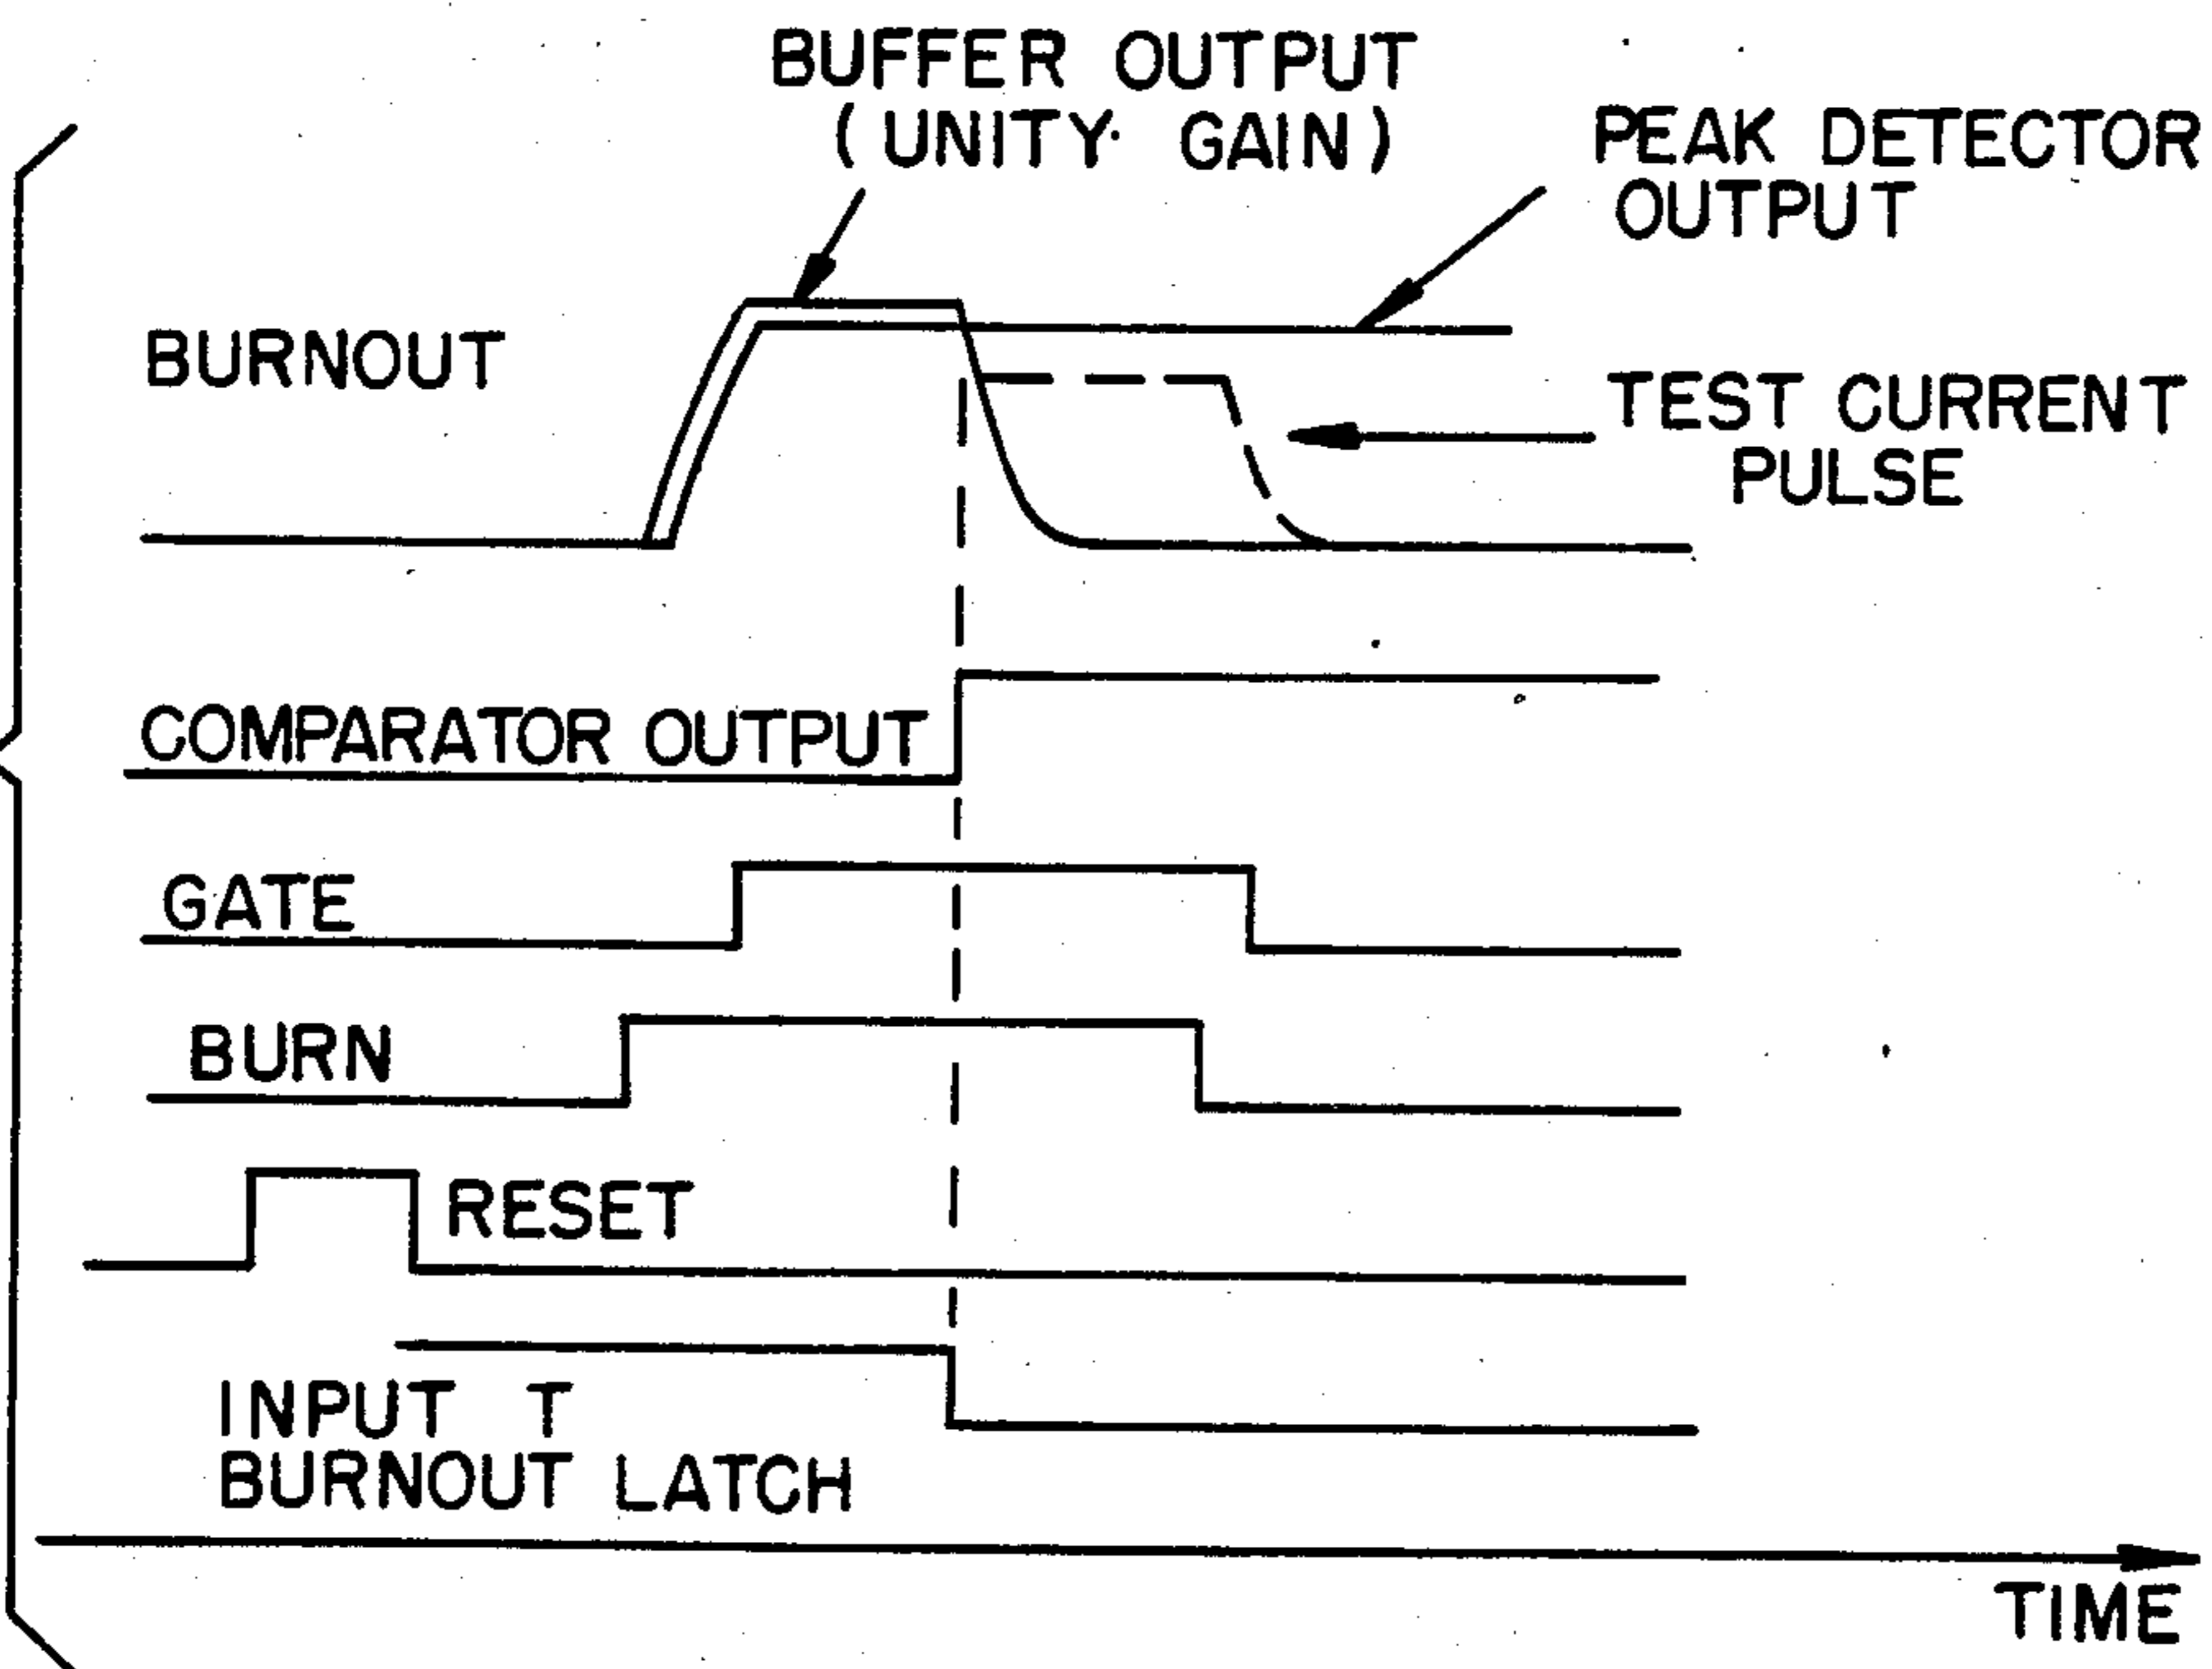 BUFFER OUTPUT
(UNITY GAIN)
PEAK DETECTOR
OUTPUT
BURNOUT
TEST CURRENT
PULSE
COMPARATOR OUTPUT
GATE
BURN
RESET
INPUT T
BURNOUT LATCH
TIME